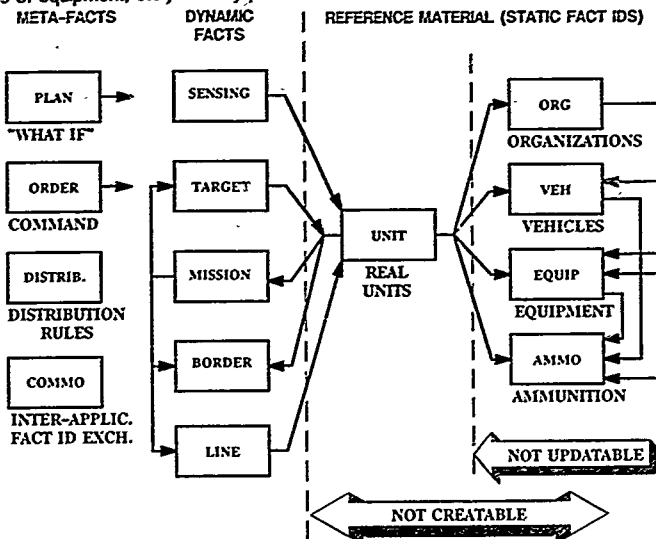 META-FACTS
DYNAMIC
FACTS
REFERENCE MATERIAL (STATIC FACT IDS)
PLAN
"WHAT IF"
ORDER
COMMAND
DISTRIB.
DISTRIBUTION
RULES
COMMO
INTER-APPLIC.
FACT ID EXCH.
SENSING
TARGET
MISSION
BORDER
LINE
UNIT
REAL
UNITS
ORG
ORGANIZATIONS
VEH
VEHICLES
EQUIP
EQUIPMENT
AMMO
AMMUNITION
NOT UPDATABLE
NOT CREATABLE